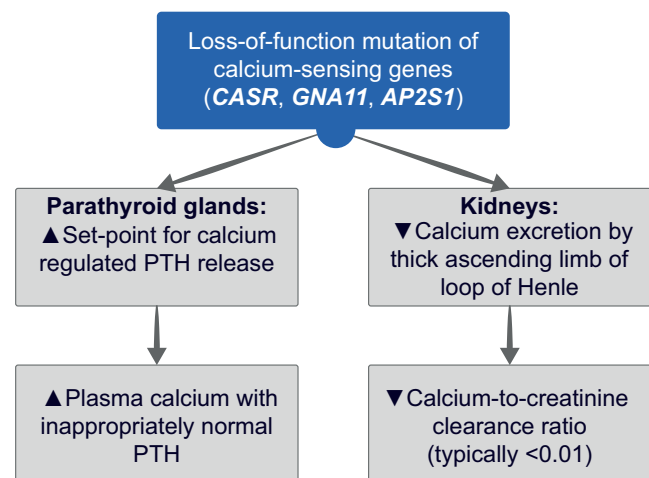 Loss-of-function mutation of
calcium-sensing genes
(CASR, GNA11, AP2S1)
Parathyroid glands:
▲Set-point for calcium
regulated PTH release
Kidneys:
▼Calcium excretion by
thick ascending limb of
loop of Henle
▲Plasma calcium with
inappropriately normal
PTH
▼Calcium-to-creatinine
clearance ratio
(typically <0.01)